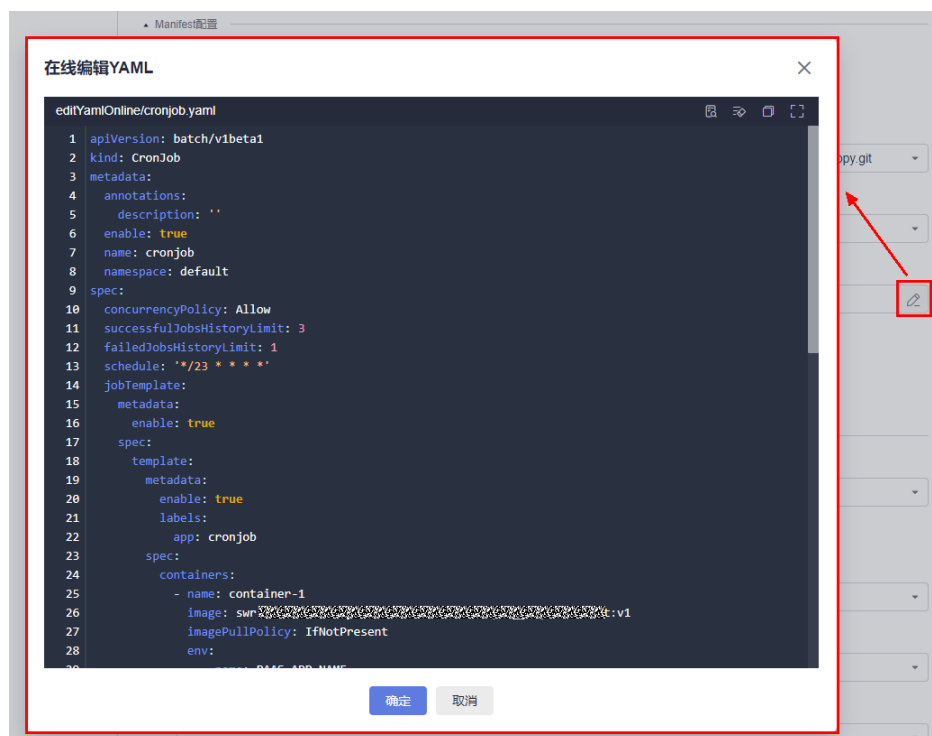 Manifest配置
在线编辑YAML
editYamlOnline/cronjob.yaml
1 apiVersion: batch/v1beta1
2 kind: CronJob
3 metadata:
4 annotations:
5 description: ''
6 enable: true
7 name: cronjob
8 namespace: default
9 spec:
10 concurrencyPolicy: Allow
11 successfulJobsHistoryLimit: 3
12 failedJobsHistoryLimit: 1
13 schedule: '*/23 * * * *'
14 jobTemplate:
15 metadata:
16 enable: true
17 spec:
18 template:
19 metadata:
20 enable: true
21 labels:
22 app: cronjob
23 spec:
24 containers:
25 - name: container-1
26 image: swr :v1
27 imagePullPolicy: IfNotPresent
28 env:
opy.git
确定
取消